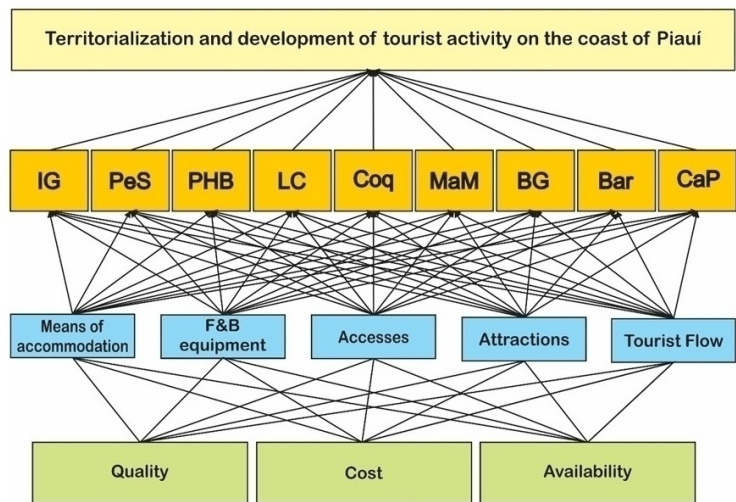 Territorialization and development of tourist activity on the coast of Piauí
IG PeS PHB LC Coq MaM BG Bar CaP
Means of accommodation F&B equipment Accesses Attractions Tourist Flow
Quality Cost Availability